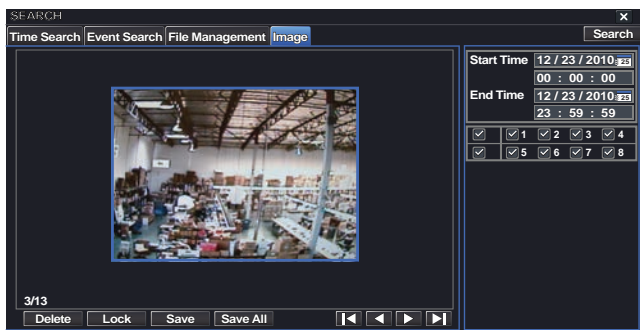 SEARCH
Time Search Event Search File Management Image Search
Start Time 12 / 23 / 2010 25
00 : 00 : 00
End Time 12 / 23 / 2010 25
23 : 59 : 59
1 2 3 4
5 6 7 8
3/13
Delete Lock Save Save All